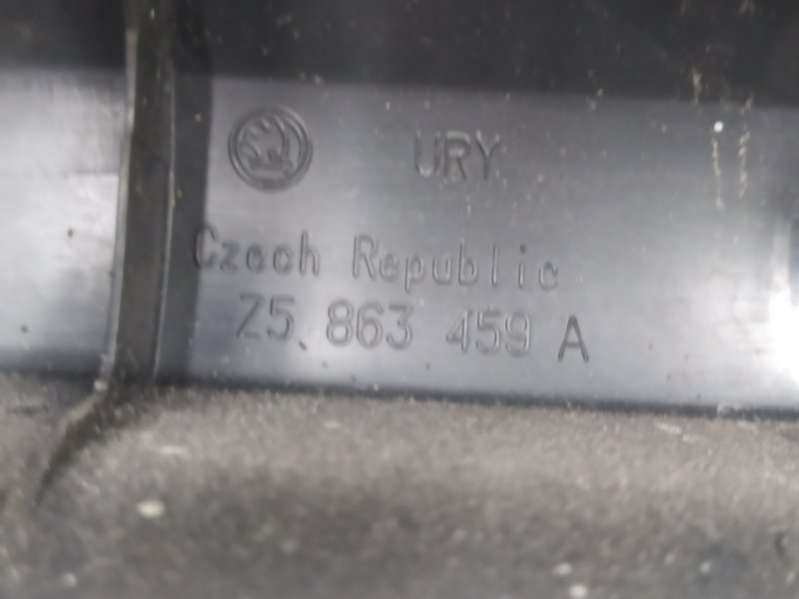 URY
Czech Republic
Z5. 863 459 A